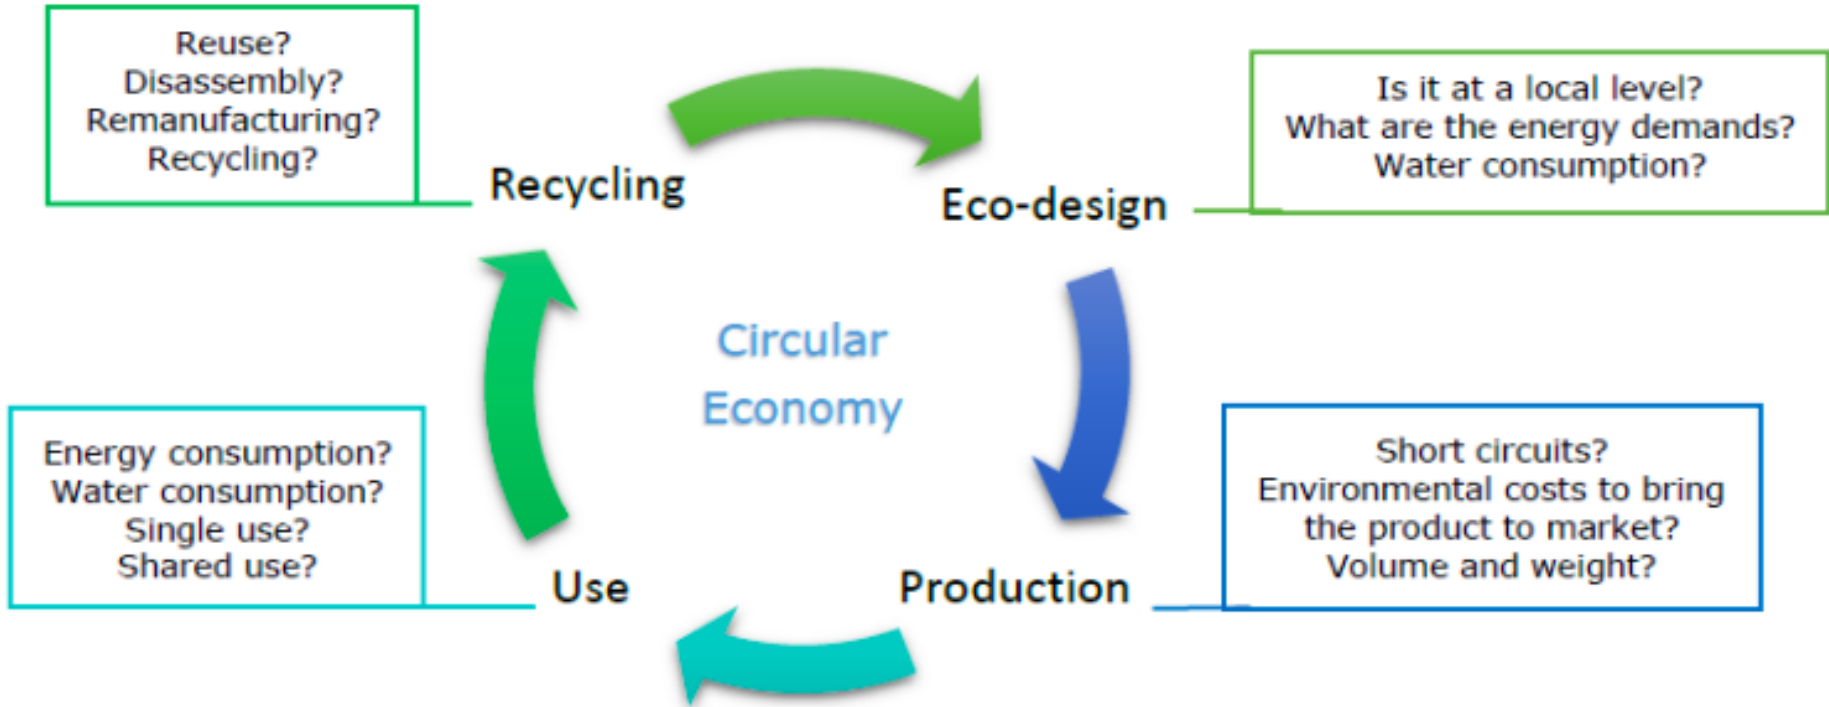 Reuse?
Disassembly?
Remanufacturing?
Recycling?
Recycling
Eco-design
Is it at a local level?
What are the energy demands?
Water consumption?
Circular
Economy
Energy consumption?
Water consumption?
Single use?
Shared use?
Use
Production
Short circuits?
Environmental costs to bring
the product to market?
Volume and weight?